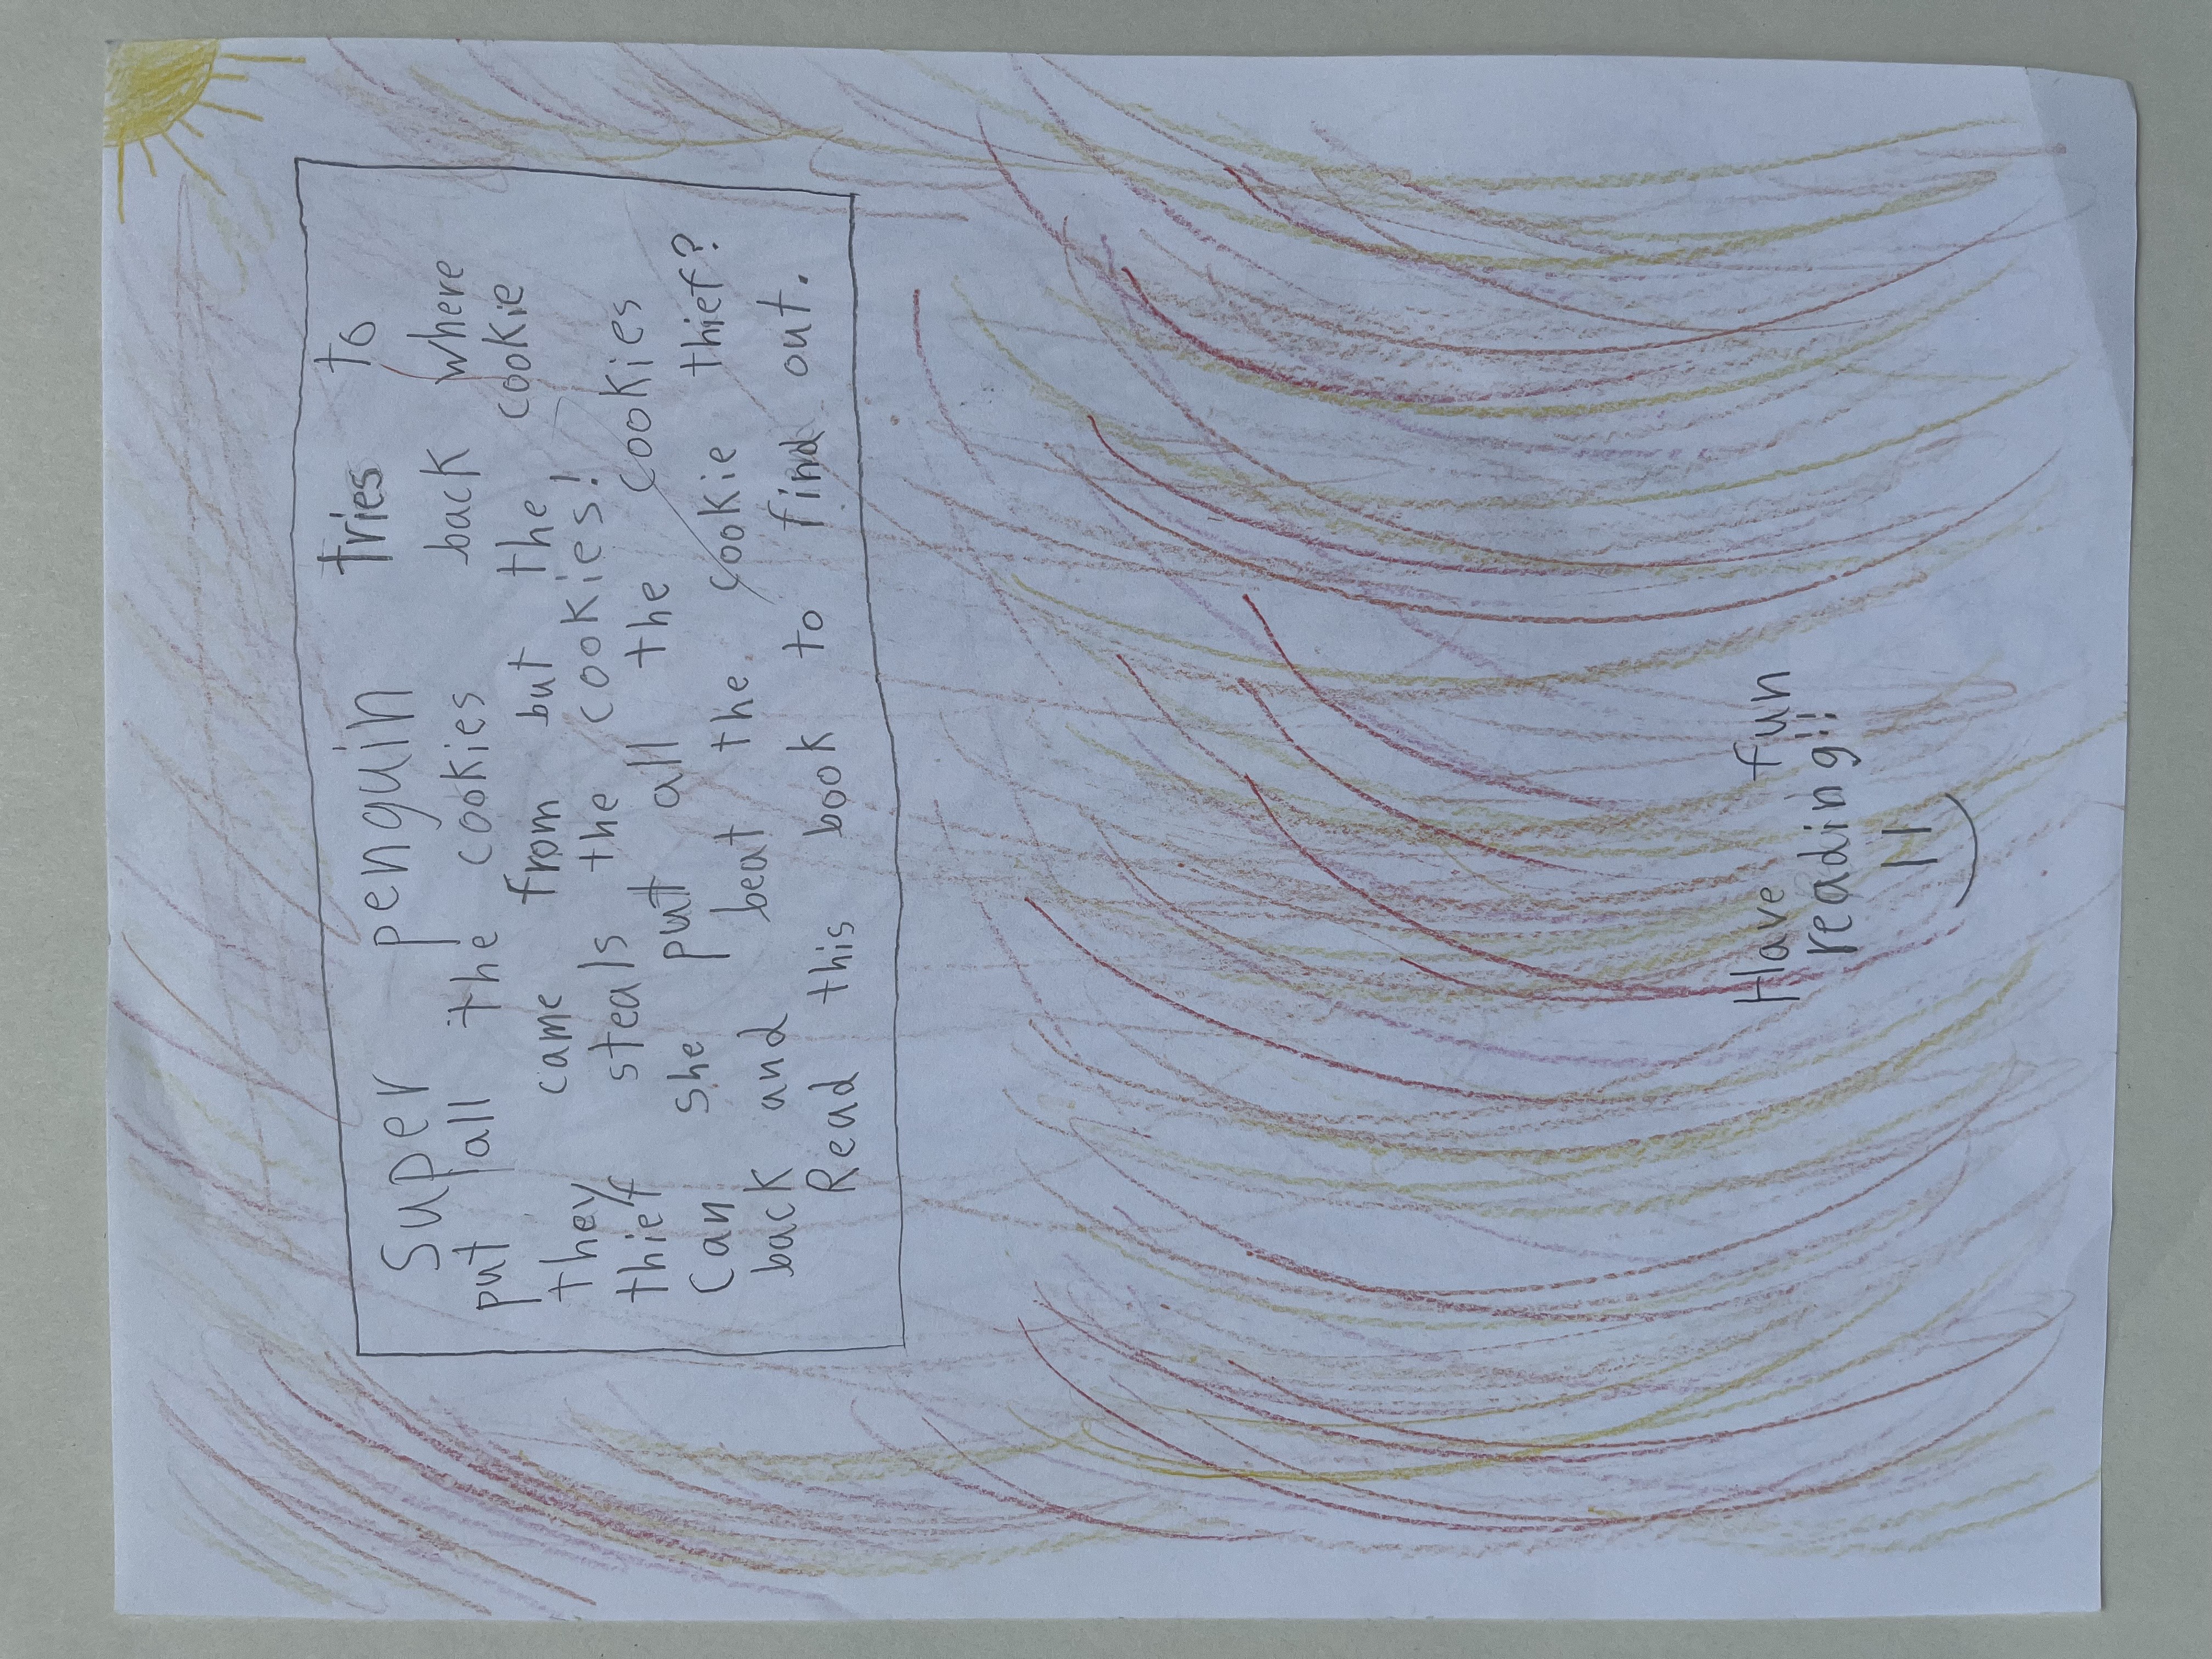 Super penguin tries to
put all the cookies back where
they came from but the cookie
thief steals the cookies!
Can she put all the cookies
back and beat the cookie thief?
Read this book to find out.
Have fun
reading!!